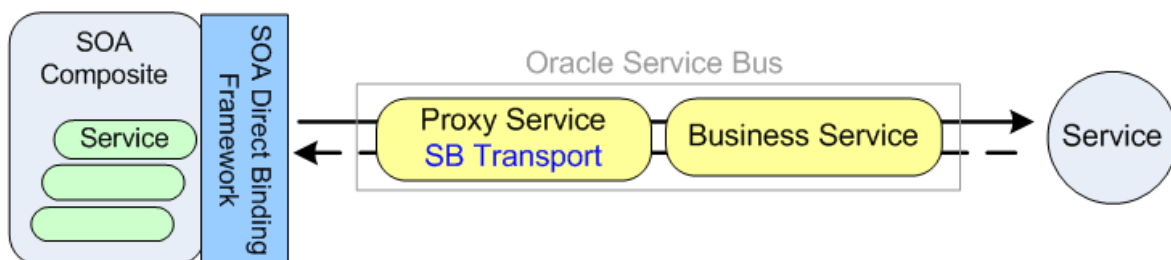 SOA
Composite
Service
SOA Direct Binding
Framework
Oracle Service Bus
Proxy Service
SB Transport
Business Service
Service